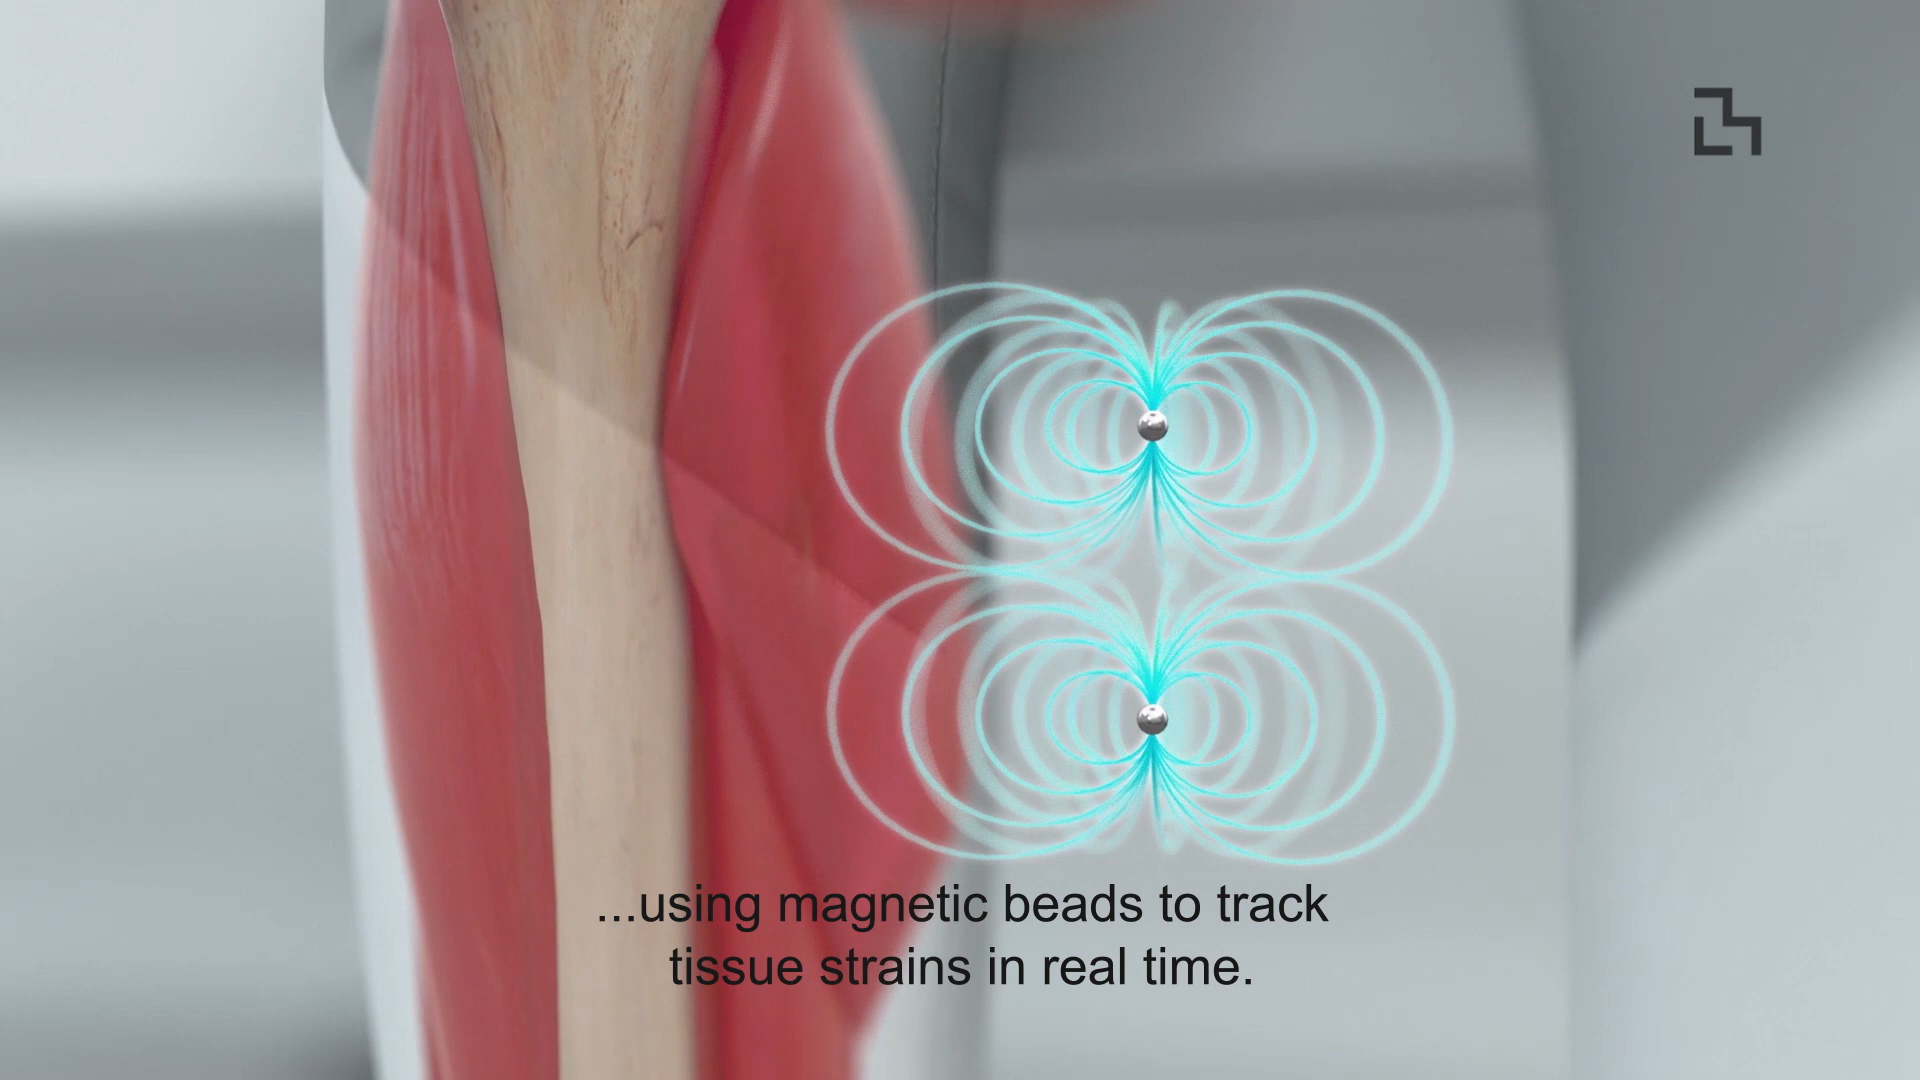 ...using magnetic beads to track
tissue strains in real time.